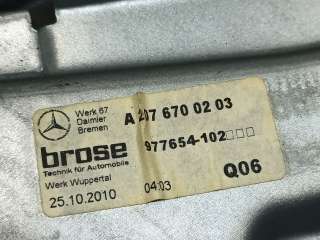 Werk 67
Daimler
Bremen
A 207 670 02 03
brose
Technik für Automobile
977654-102□□□
Werk Wuppertal
Q06
25.10.2010
04:03